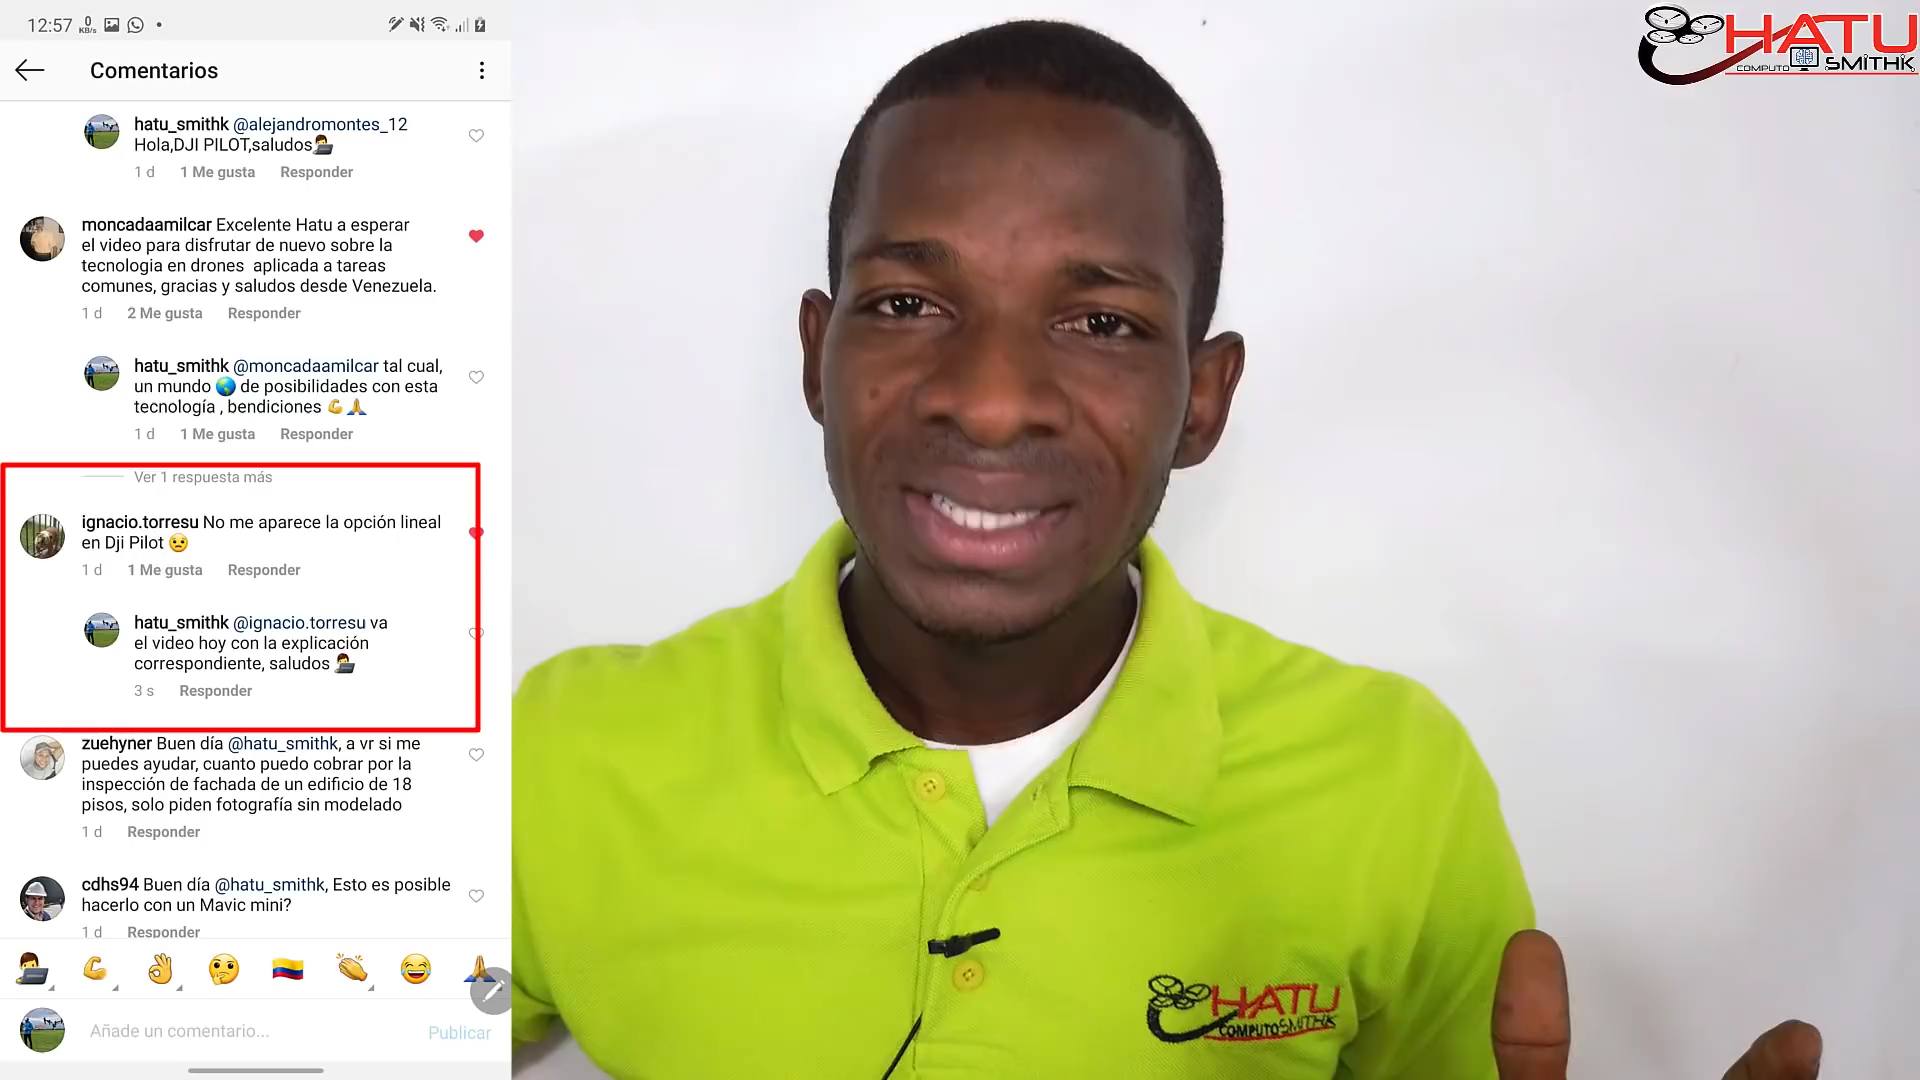 12:57 0 KB/s
Comentarios
hatu_smithk @alejandromontes_12
Hola,DJI PILOT,saludos👨‍💻
1 d 1 Me gusta Responder
moncadaamilcar Excelente Hatu a esperar
el video para disfrutar de nuevo sobre la
tecnologia en drones aplicada a tareas
comunes, gracias y saludos desde Venezuela.
1 d 2 Me gusta Responder
hatu_smithk @moncadaamilcar tal cual,
un mundo 🌎 de posibilidades con esta
tecnología , bendiciones 💪🙏
1 d 1 Me gusta Responder
Ver 1 respuesta más
ignacio.torresu No me aparece la opción lineal
en Dji Pilot 😟
1 d 1 Me gusta Responder
hatu_smithk @ignacio.torresu va
el video hoy con la explicación
correspondiente, saludos 👨‍💻
3 s Responder
zuehyner Buen día @hatu_smithk, a vr si me
puedes ayudar, cuanto puedo cobrar por la
inspección de fachada de un edificio de 18
pisos, solo piden fotografía sin modelado
1 d Responder
cdhs94 Buen día @hatu_smithk, Esto es posible
hacerlo con un Mavic mini?
1 d Responder
Añade un comentario... Publicar
HATU
COMPUTO SMITHK
HATU
COMPUTOSMITHK